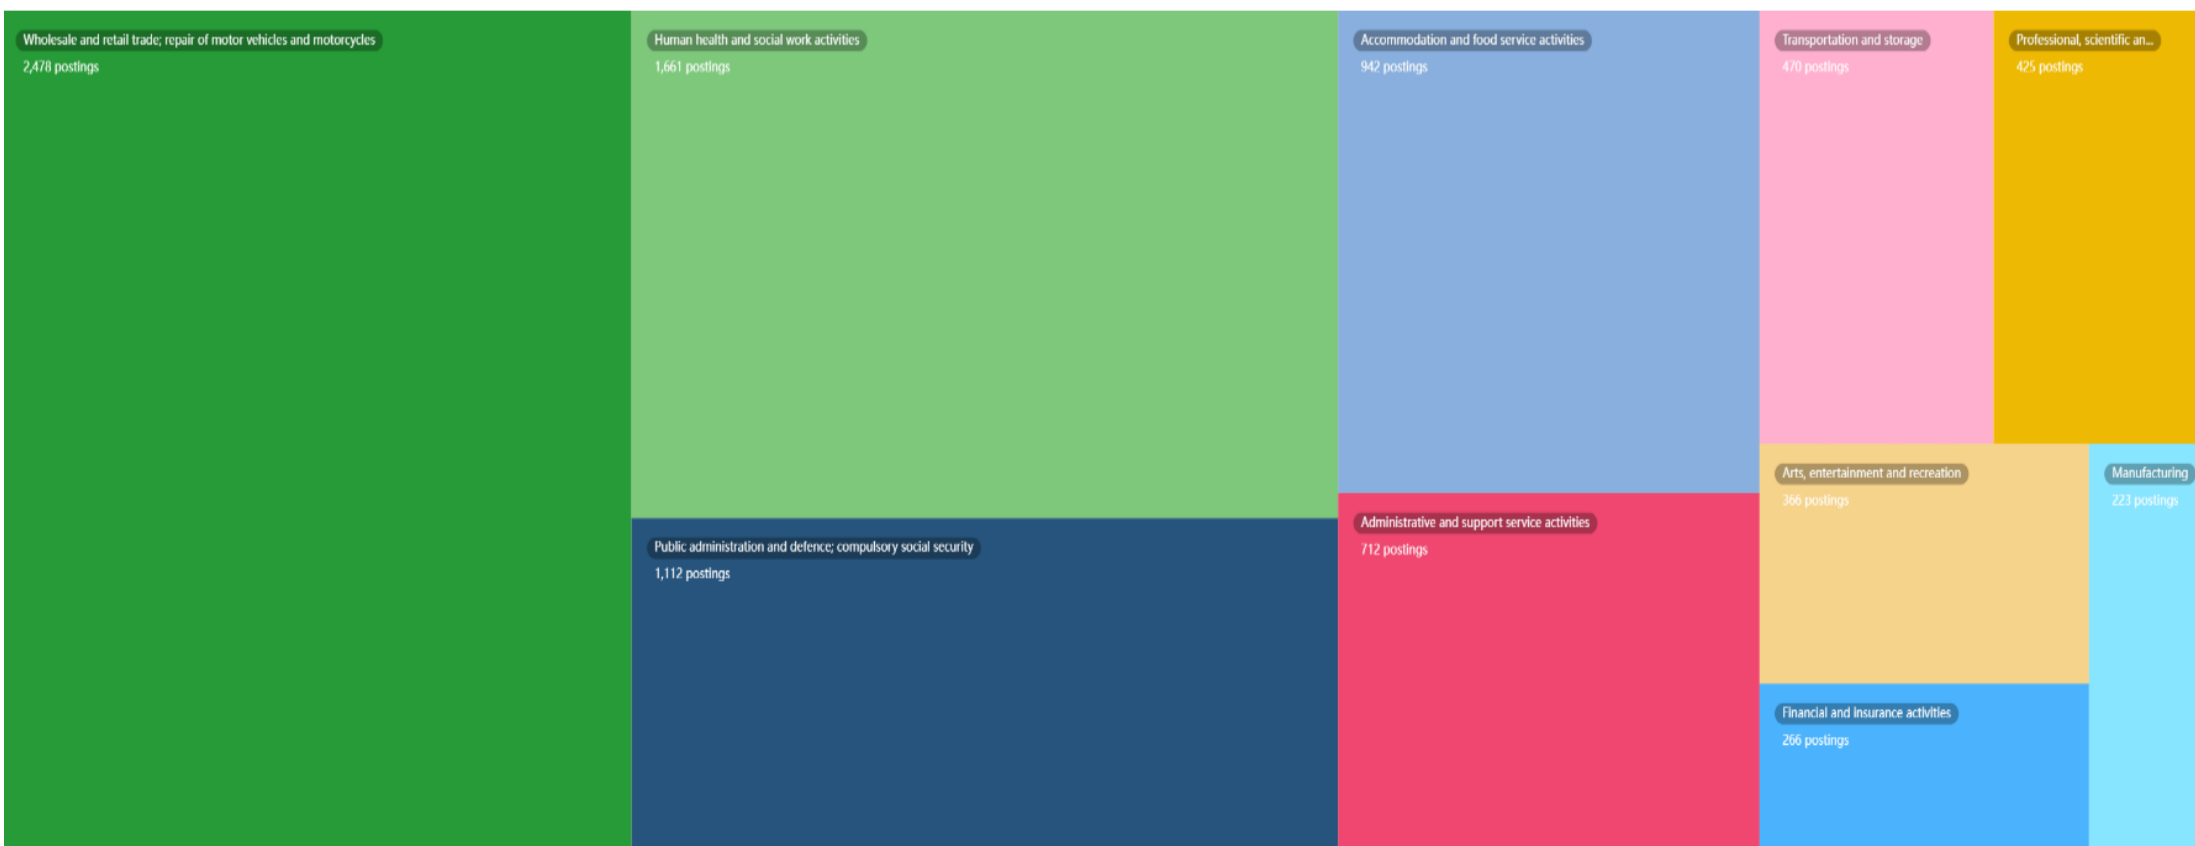 Wholesale and retail trade; repair of motor vehicles and motorcycles
2,478 postings
Human health and social work activities
1,661 postings
Public administration and defence; compulsory social security
1,112 postings
Accommodation and food service activities
942 postings
Administrative and support service activities
712 postings
Transportation and storage
470 postings
Professional, scientific an...
425 postings
Arts, entertainment and recreation
366 postings
Financial and insurance activities
266 postings
Manufacturing
223 postings